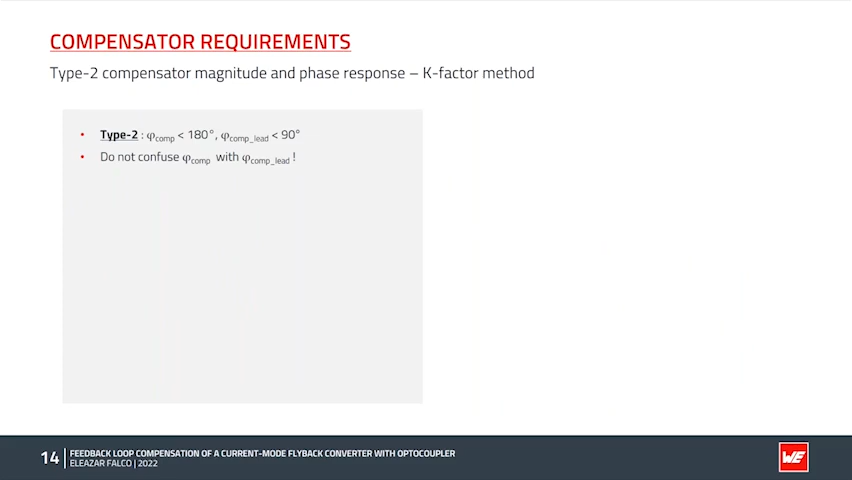 COMPENSATOR REQUIREMENTS
Type-2 compensator magnitude and phase response – K-factor method
• Type-2 : φcomp < 180°, φcomp_lead < 90°
• Do not confuse φcomp with φcomp_lead !
14
FEEDBACK LOOP COMPENSATION OF A CURRENT-MODE FLYBACK CONVERTER WITH OPTOCOUPLER
ELEAZAR FALCO | 2022
WE